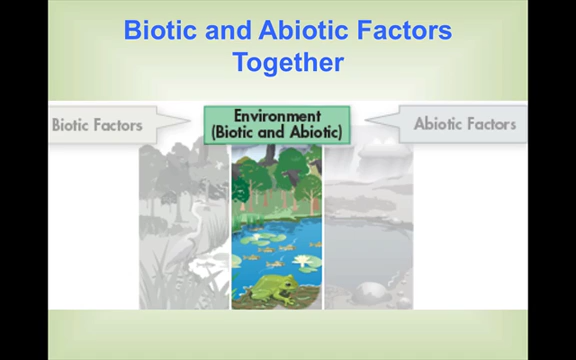 Biotic and Abiotic Factors
Together
Biotic Factors
Environment
(Biotic and Abiotic)
Abiotic Factors